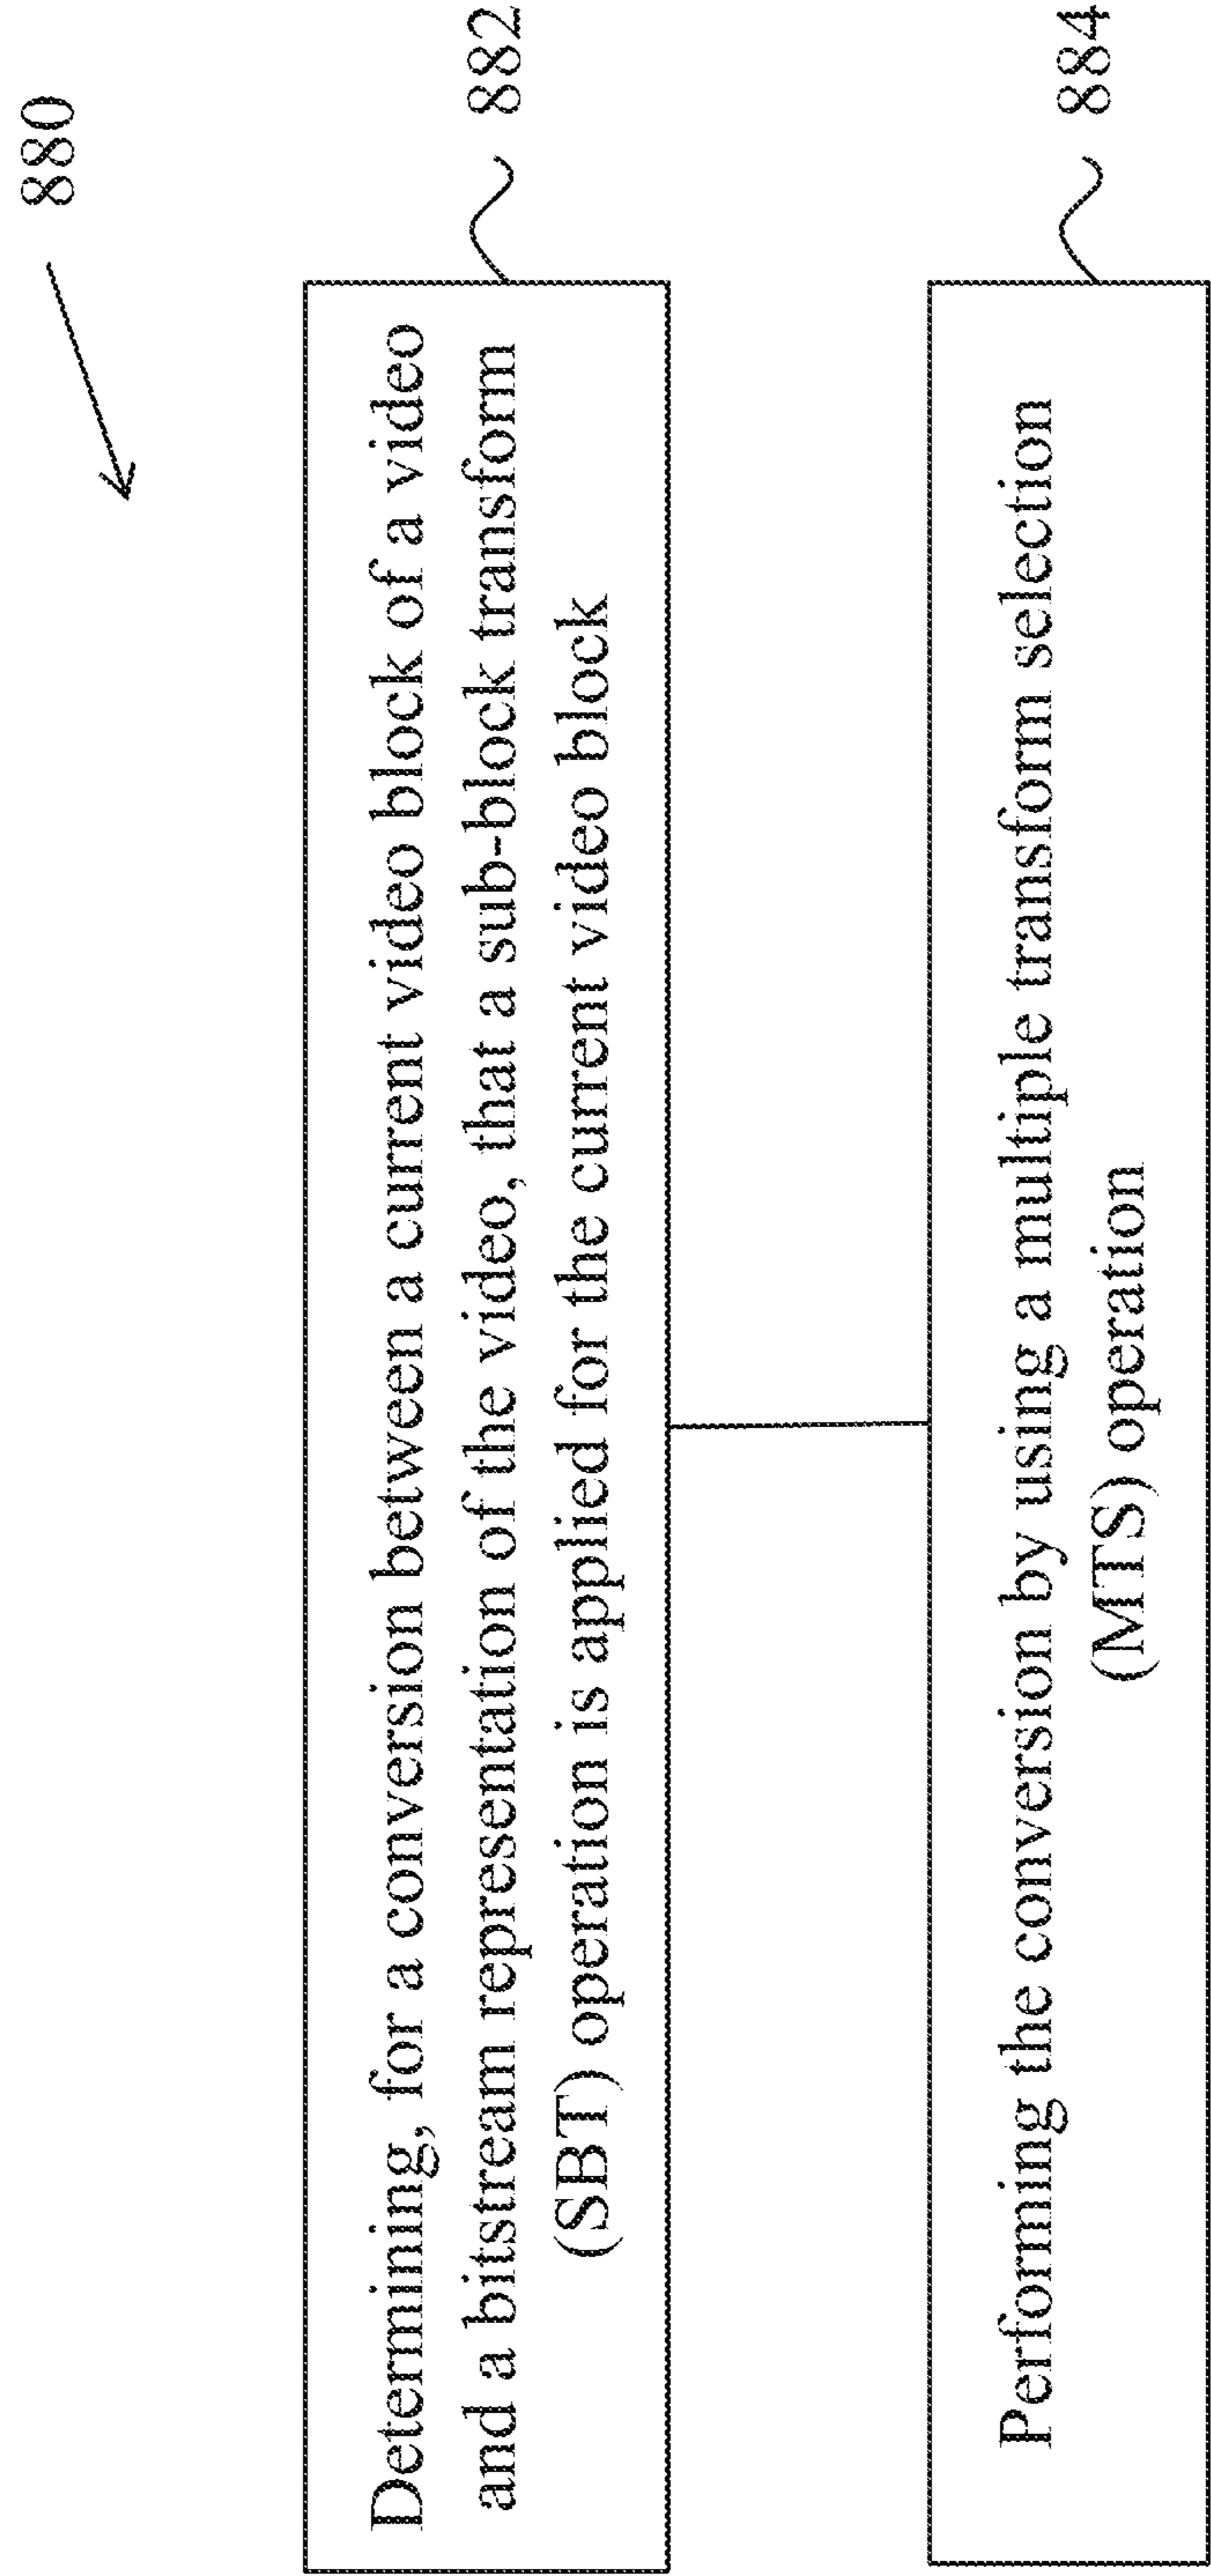 880
Determining, for a conversion between a current video block of a video
and a bitstream representation of the video, that a sub-block transform
(SBT) operation is applied for the current video block
882
Performing the conversion by using a multiple transform selection
(MTS) operation
884